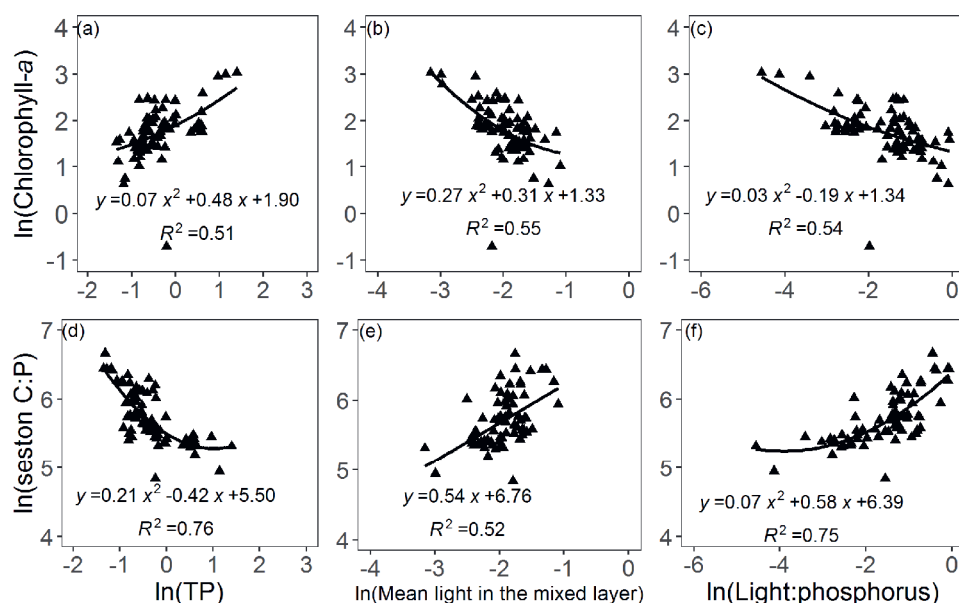 (a)
(b)
(c)
ln(Chlorophyll-a)
4
3
2
1
0
-1
y=0.07 x² +0.48 x+1.90
R² =0.51
-2 -1 0 1 2 3
4
3
2
1
0
-1
y=0.27 x² +0.31 x+1.33
R² =0.55
-4 -3 -2 -1 0
4
3
2
1
0
-1
y=0.03 x² -0.19 x+1.34
R² =0.54
-6 -4 -2 0
(d)
(e)
(f)
ln(seston C:P)
7
6
5
4
y=0.21 x² -0.42 x+5.50
R² =0.76
-2 -1 0 1 2 3
ln(TP)
7
6
5
4
y=0.54 x+6.76
R² =0.52
-4 -3 -2 -1 0
ln(Mean light in the mixed layer)
7
6
5
4
y=0.07 x² +0.58 x+6.39
R² =0.75
-6 -4 -2 0
ln(Light:phosphorus)